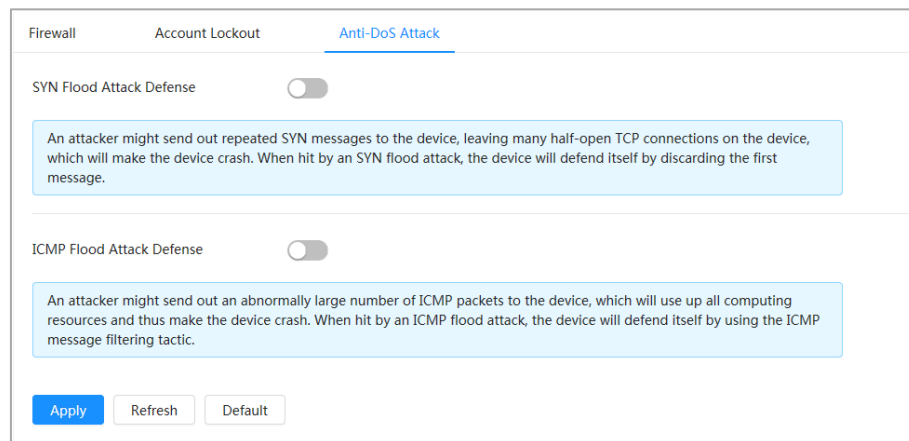 Firewall Account Lockout Anti-DoS Attack
SYN Flood Attack Defense
An attacker might send out repeated SYN messages to the device, leaving many half-open TCP connections on the device,
which will make the device crash. When hit by an SYN flood attack, the device will defend itself by discarding the first
message.
ICMP Flood Attack Defense
An attacker might send out an abnormally large number of ICMP packets to the device, which will use up all computing
resources and thus make the device crash. When hit by an ICMP flood attack, the device will defend itself by using the ICMP
message filtering tactic.
Apply Refresh Default